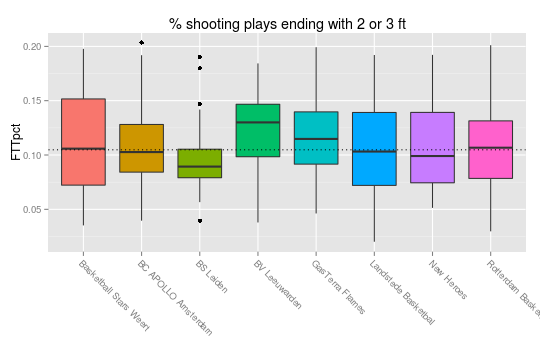 % shooting plays ending with 2 or 3 ft
FTTpct
0.20
0.15
0.10
0.05
Basketball Stars Weert
BC APOLLO Amsterdam
BS Leiden
BV Leeuwarden
GasTerra Flames
Landstede Basketbal
New Heroes
Rotterdam Baske